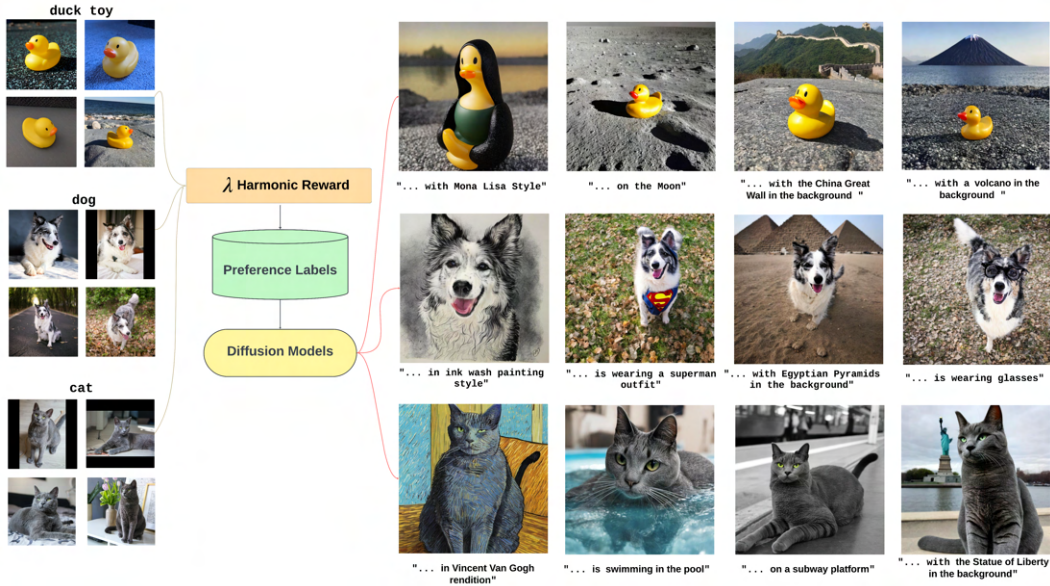 duck toy
dog
cat
λ Harmonic Reward
Preference Labels
Diffusion Models
"... with Mona Lisa Style"
"... on the Moon"
"... with the China Great
Wall in the background "
"... with a volcano in the
background "
"... in ink wash painting
style"
"... is wearing a superman
outfit"
"... with Egyptian Pyramids
in the background"
"... is wearing glasses"
"... in Vincent Van Gogh
rendition"
"... is swimming in the pool"
"... on a subway platform"
"... with the Statue of Liberty
in the background"